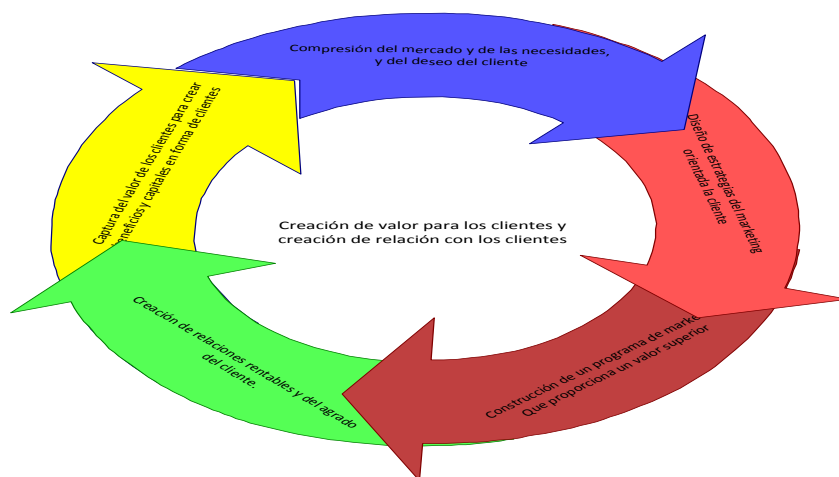 Compresión del mercado y de las necesidades,
y del deseo del cliente
Diseño de estrategias del marketing
orientada la cliente
Construcción de un programa de marke
Que proporciona un valor superior
Creación de relaciones rentables y del agrado
del cliente.
Captura del valor de los clientes para crear
beneficios y capitales en forma de clientes
Creación de valor para los clientes y
creación de relación con los clientes